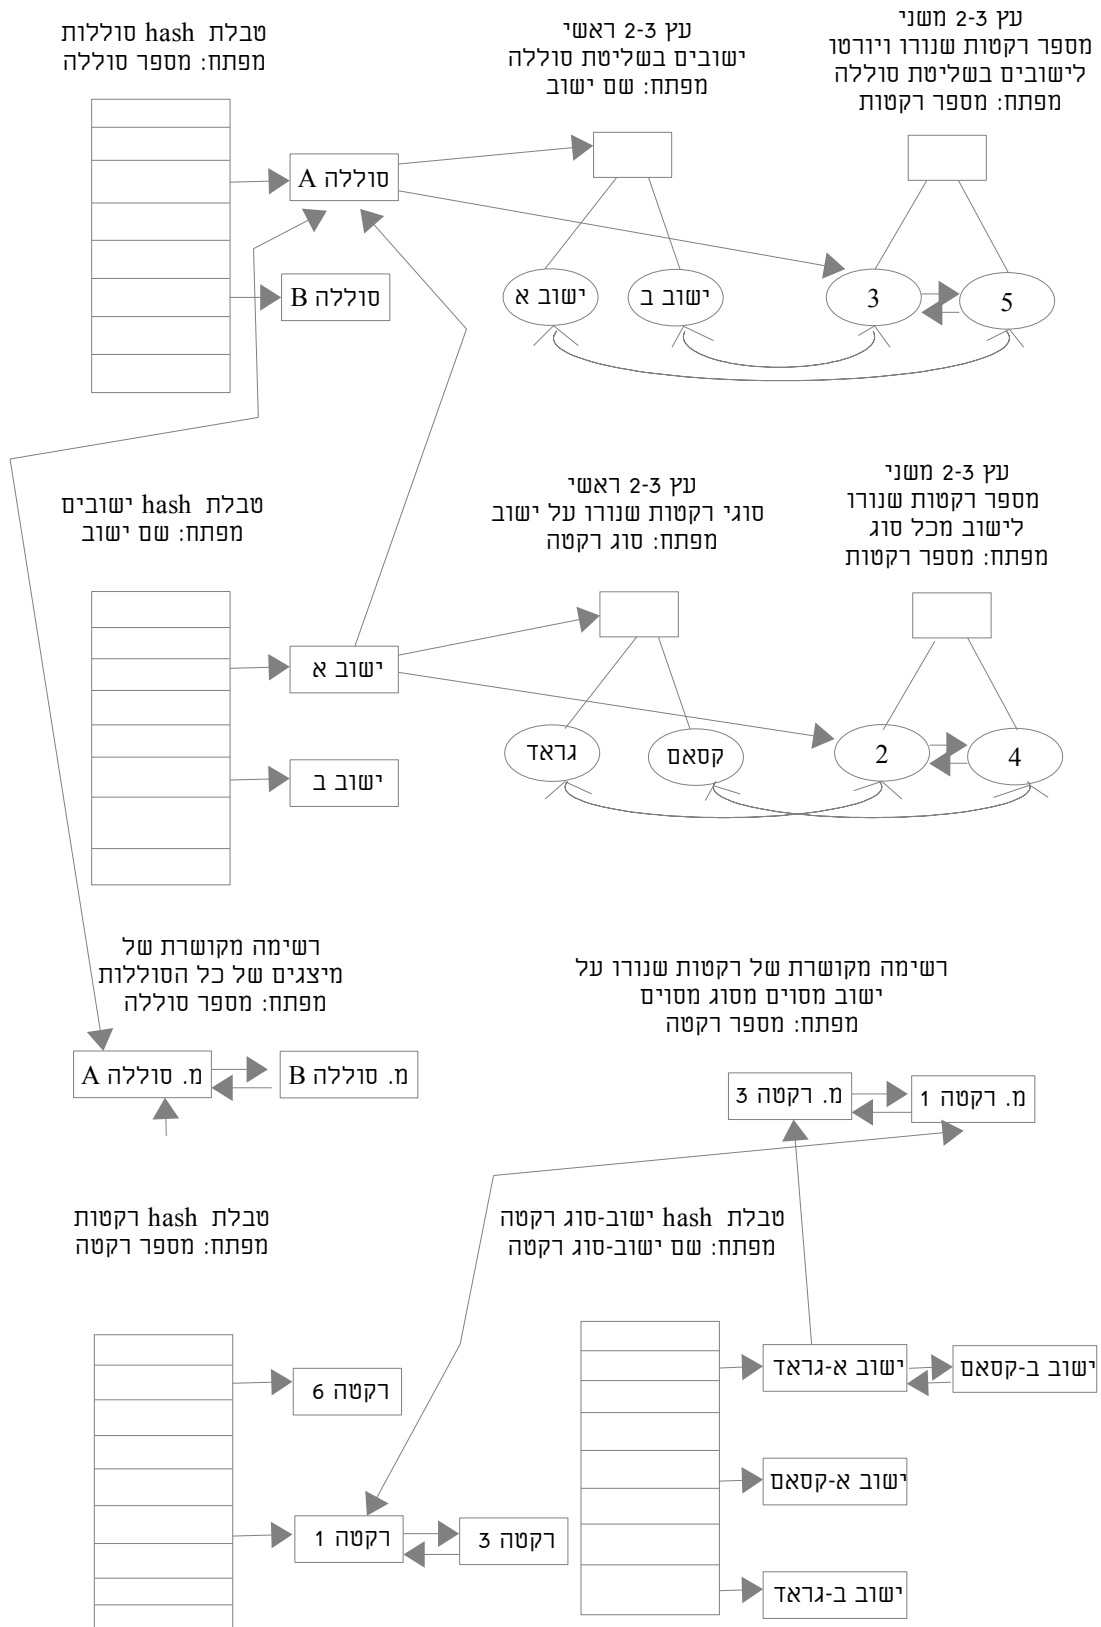 טבלת hash סוללות
מפתח: מספר סוללה
עץ 2-3 ראשי
ישובים בשליטת סוללה
מפתח: שם ישוב
עץ 2-3 משני
מספר רקטות שנורו ויורטו
לישובים בשליטת סוללה
מפתח: מספר רקטות
סוללה A
סוללה B
ישוב א
ישוב ב
3
5
טבלת hash ישובים
מפתח: שם ישוב
עץ 2-3 ראשי
סוגי רקטות שנורו על ישוב
מפתח: סוג רקטה
עץ 2-3 משני
מספר רקטות שנורו
לישוב מכל סוג
מפתח: מספר רקטות
ישוב א
ישוב ב
גראד
קסאם
2
4
רשימה מקושרת של
מיצגים של כל הסוללות
מפתח: מספר סוללה
מ. סוללה A
מ. סוללה B
רשימה מקושרת של רקטות שנורו על
ישוב מסוים מסוג מסוים
מפתח: מספר רקטה
מ. רקטה 3
מ. רקטה 1
טבלת hash רקטות
מפתח: מספר רקטה
רקטה 6
רקטה 1
רקטה 3
טבלת hash ישוב-סוג רקטה
מפתח: שם ישוב-סוג רקטה
ישוב א-גראד
ישוב ב-קסאם
ישוב א-קסאם
ישוב ב-גראד